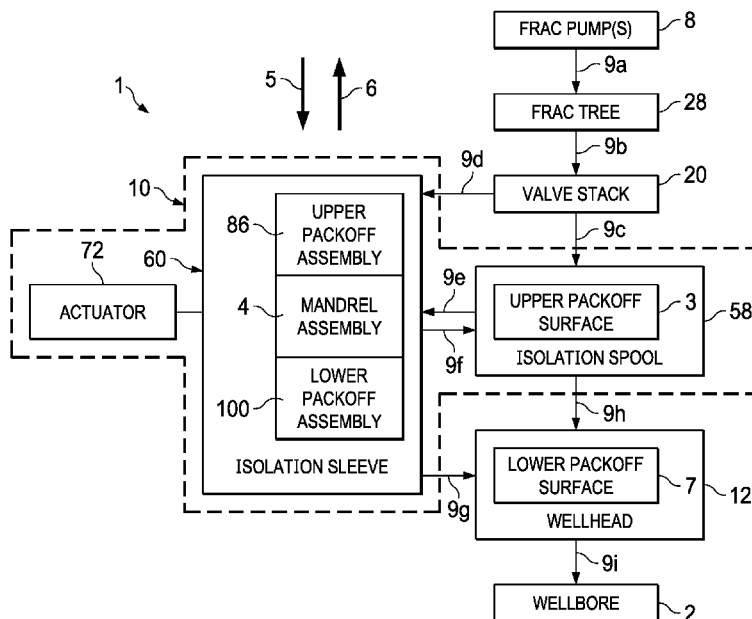 FRAC PUMP(S)
8
9a
5
6
1
FRAC TREE
28
9b
9d
10
VALVE STACK
20
9c
86
UPPER
PACKOFF
ASSEMBLY
72
60
ACTUATOR
4
MANDREL
ASSEMBLY
9e
9f
UPPER PACKOFF
SURFACE
3
58
ISOLATION SPOOL
100
LOWER
PACKOFF
ASSEMBLY
ISOLATION SLEEVE
9h
9g
LOWER PACKOFF
SURFACE
7
12
WELLHEAD
9i
WELLBORE
2